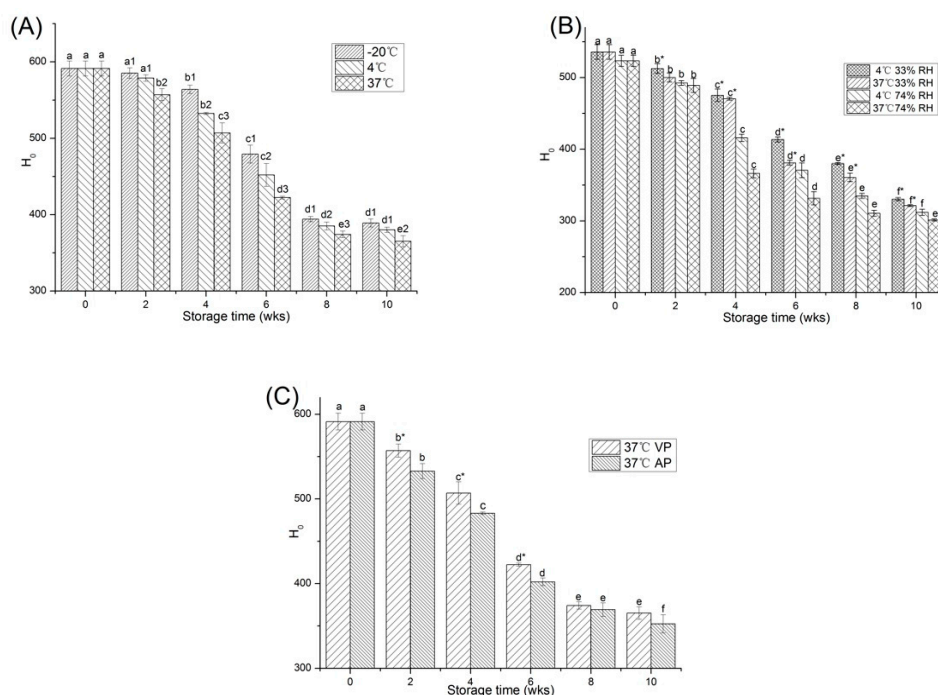 (A)
-20℃
4℃
37℃
600
500
400
300
H0
a a a
a1 a1 b2
b1 b2 c3
c1 c2 d3
d1 d2 e3
d1 d1 e2
0 2 4 6 8 10
Storage time (wks)
(B)
4℃ 33% RH
37℃ 33% RH
4℃ 74% RH
37℃ 74% RH
500
400
300
200
H0
a a a a
b* b b b
c* c* c c
d* d* d d
e* e* e e
f* f* f e
0 2 4 6 8 10
Storage time (wks)
(C)
37℃ VP
37℃ AP
600
500
400
300
H0
a a
b* b
c* c
d* d
e e
e f
0 2 4 6 8 10
Storage time (wks)